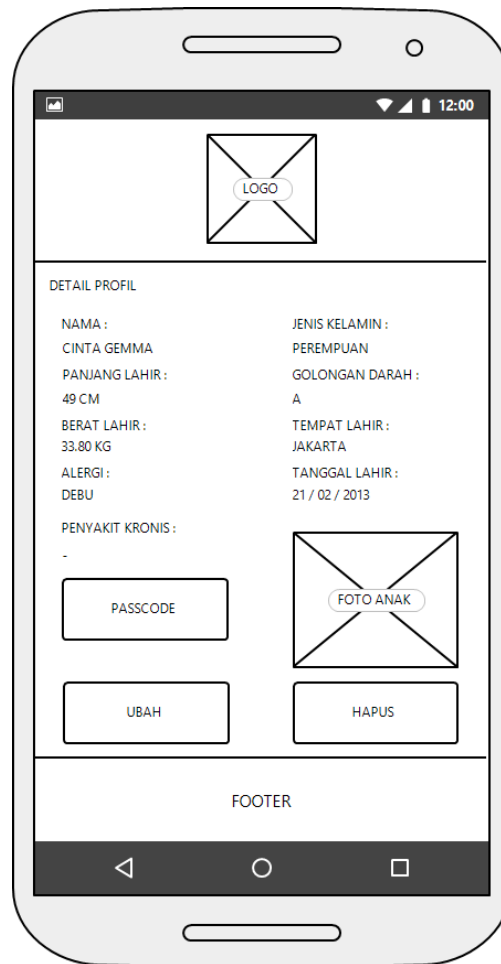 12:00
LOGO
DETAIL PROFIL
NAMA :
CINTA GEMMA
JENIS KELAMIN :
PEREMPUAN
PANJANG LAHIR :
49 CM
GOLONGAN DARAH :
A
BERAT LAHIR :
33.80 KG
TEMPAT LAHIR :
JAKARTA
ALERGI :
DEBU
TANGGAL LAHIR :
21 / 02 / 2013
PENYAKIT KRONIS :
-
FOTO ANAK
PASSCODE
UBAH
HAPUS
FOOTER